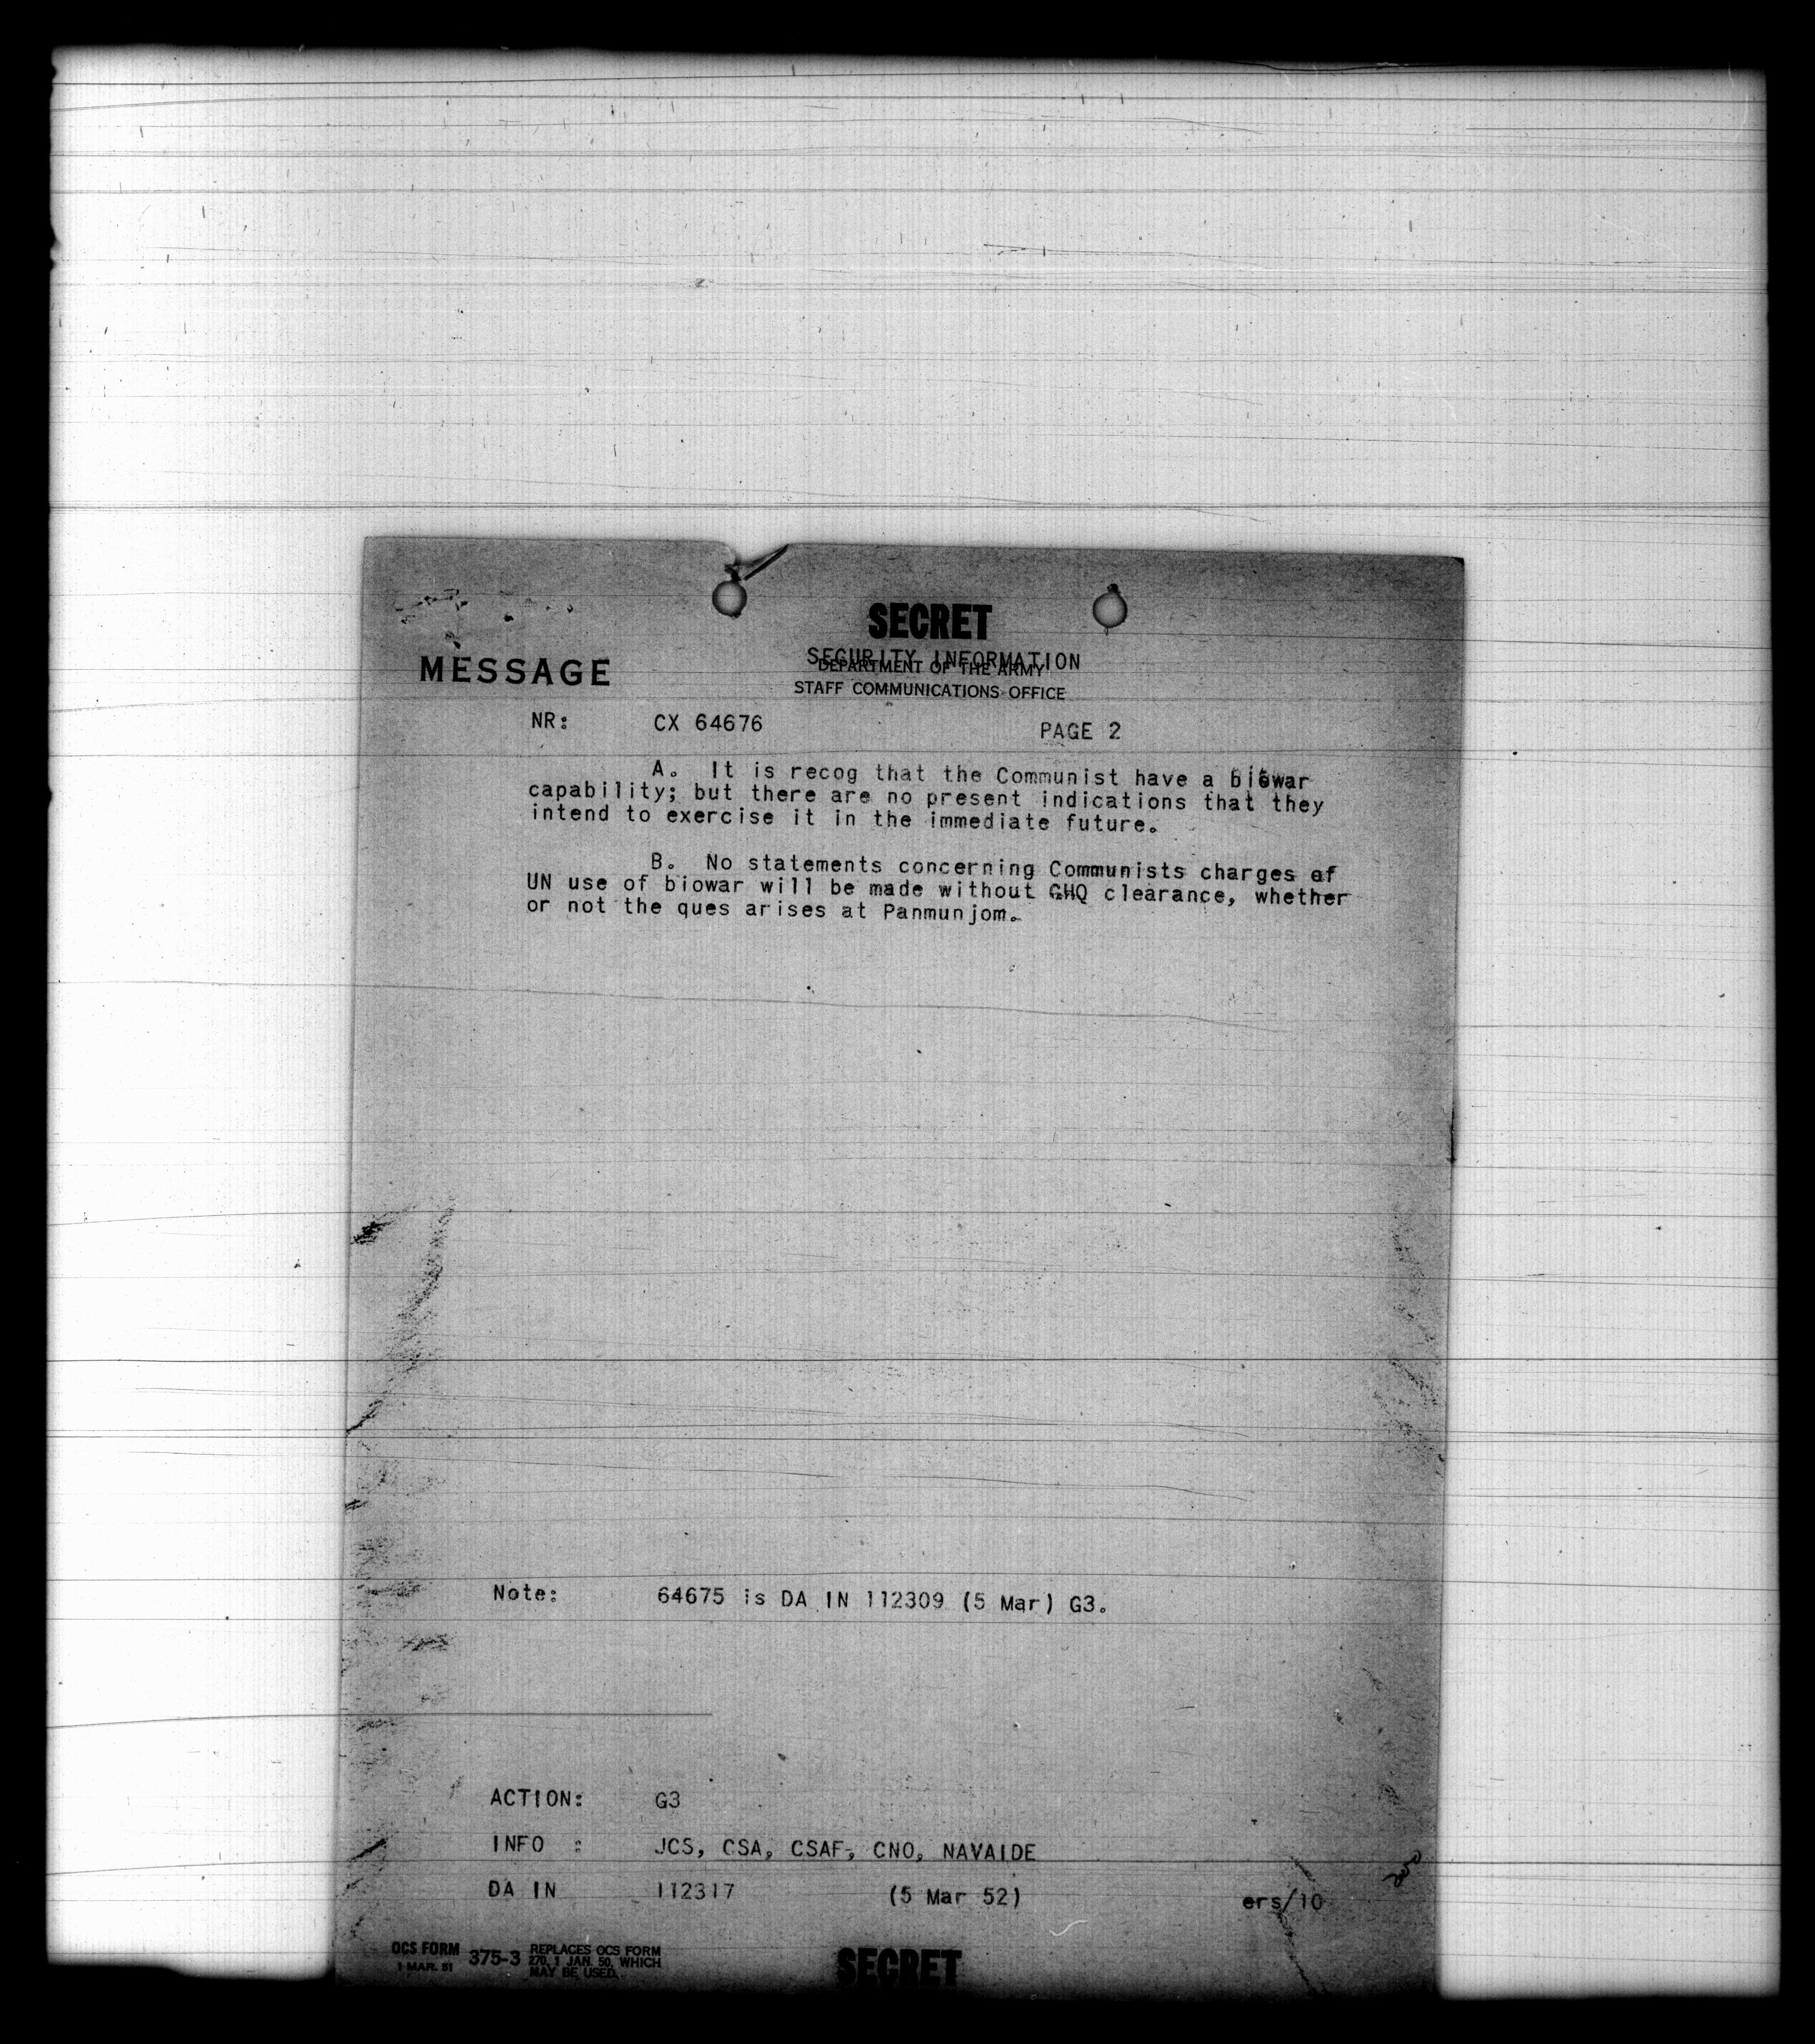 SECRET
SECURITY INFORMATION
MESSAGE
DEPARTMENT OF THE ARMY
STAFF COMMUNICATIONS OFFICE
NR: CX 64676 PAGE 2
A. It is recog that the Communist have a biowar
capability; but there are no present indications that they
intend to exercise it in the immediate future.
B. No statements concerning Communists charges of
UN use of biowar will be made without GHQ clearance, whether
or not the ques arises at Panmunjom.
Note: 64675 is DA IN 112309 (5 Mar) G3.
ACTION: G3
INFO : JCS, CSA, CSAF, CNO, NAVAIDE
DA IN 112317 (5 Mar 52) ers/10
OCS FORM 375-3 REPLACES OCS FORM
1 MAR. 51 270, 1 JAN. 50, WHICH
MAY BE USED.
SECRET